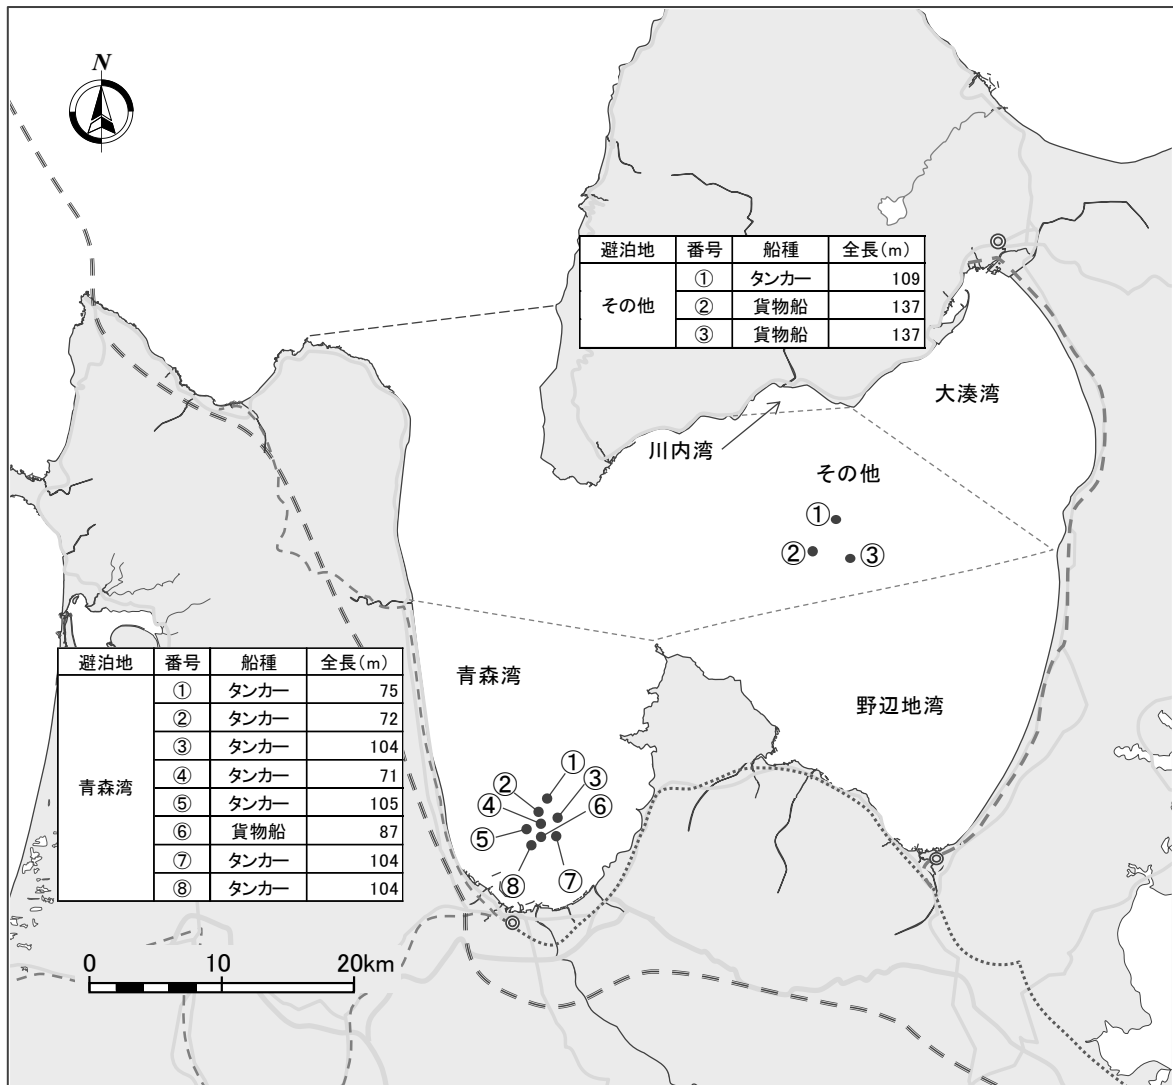 N
避泊地 番号 船種 全長(m)
その他 ① タンカー 109
② 貨物船 137
③ 貨物船 137
大湊湾
川内湾
その他
①
② ③
避泊地 番号 船種 全長(m)
青森湾 ① タンカー 75
② タンカー 72
③ タンカー 104
④ タンカー 71
⑤ タンカー 105
⑥ 貨物船 87
⑦ タンカー 104
⑧ タンカー 104
青森湾
野辺地湾
① ② ③
④ ⑥
⑤
⑧ ⑦
0 10 20km